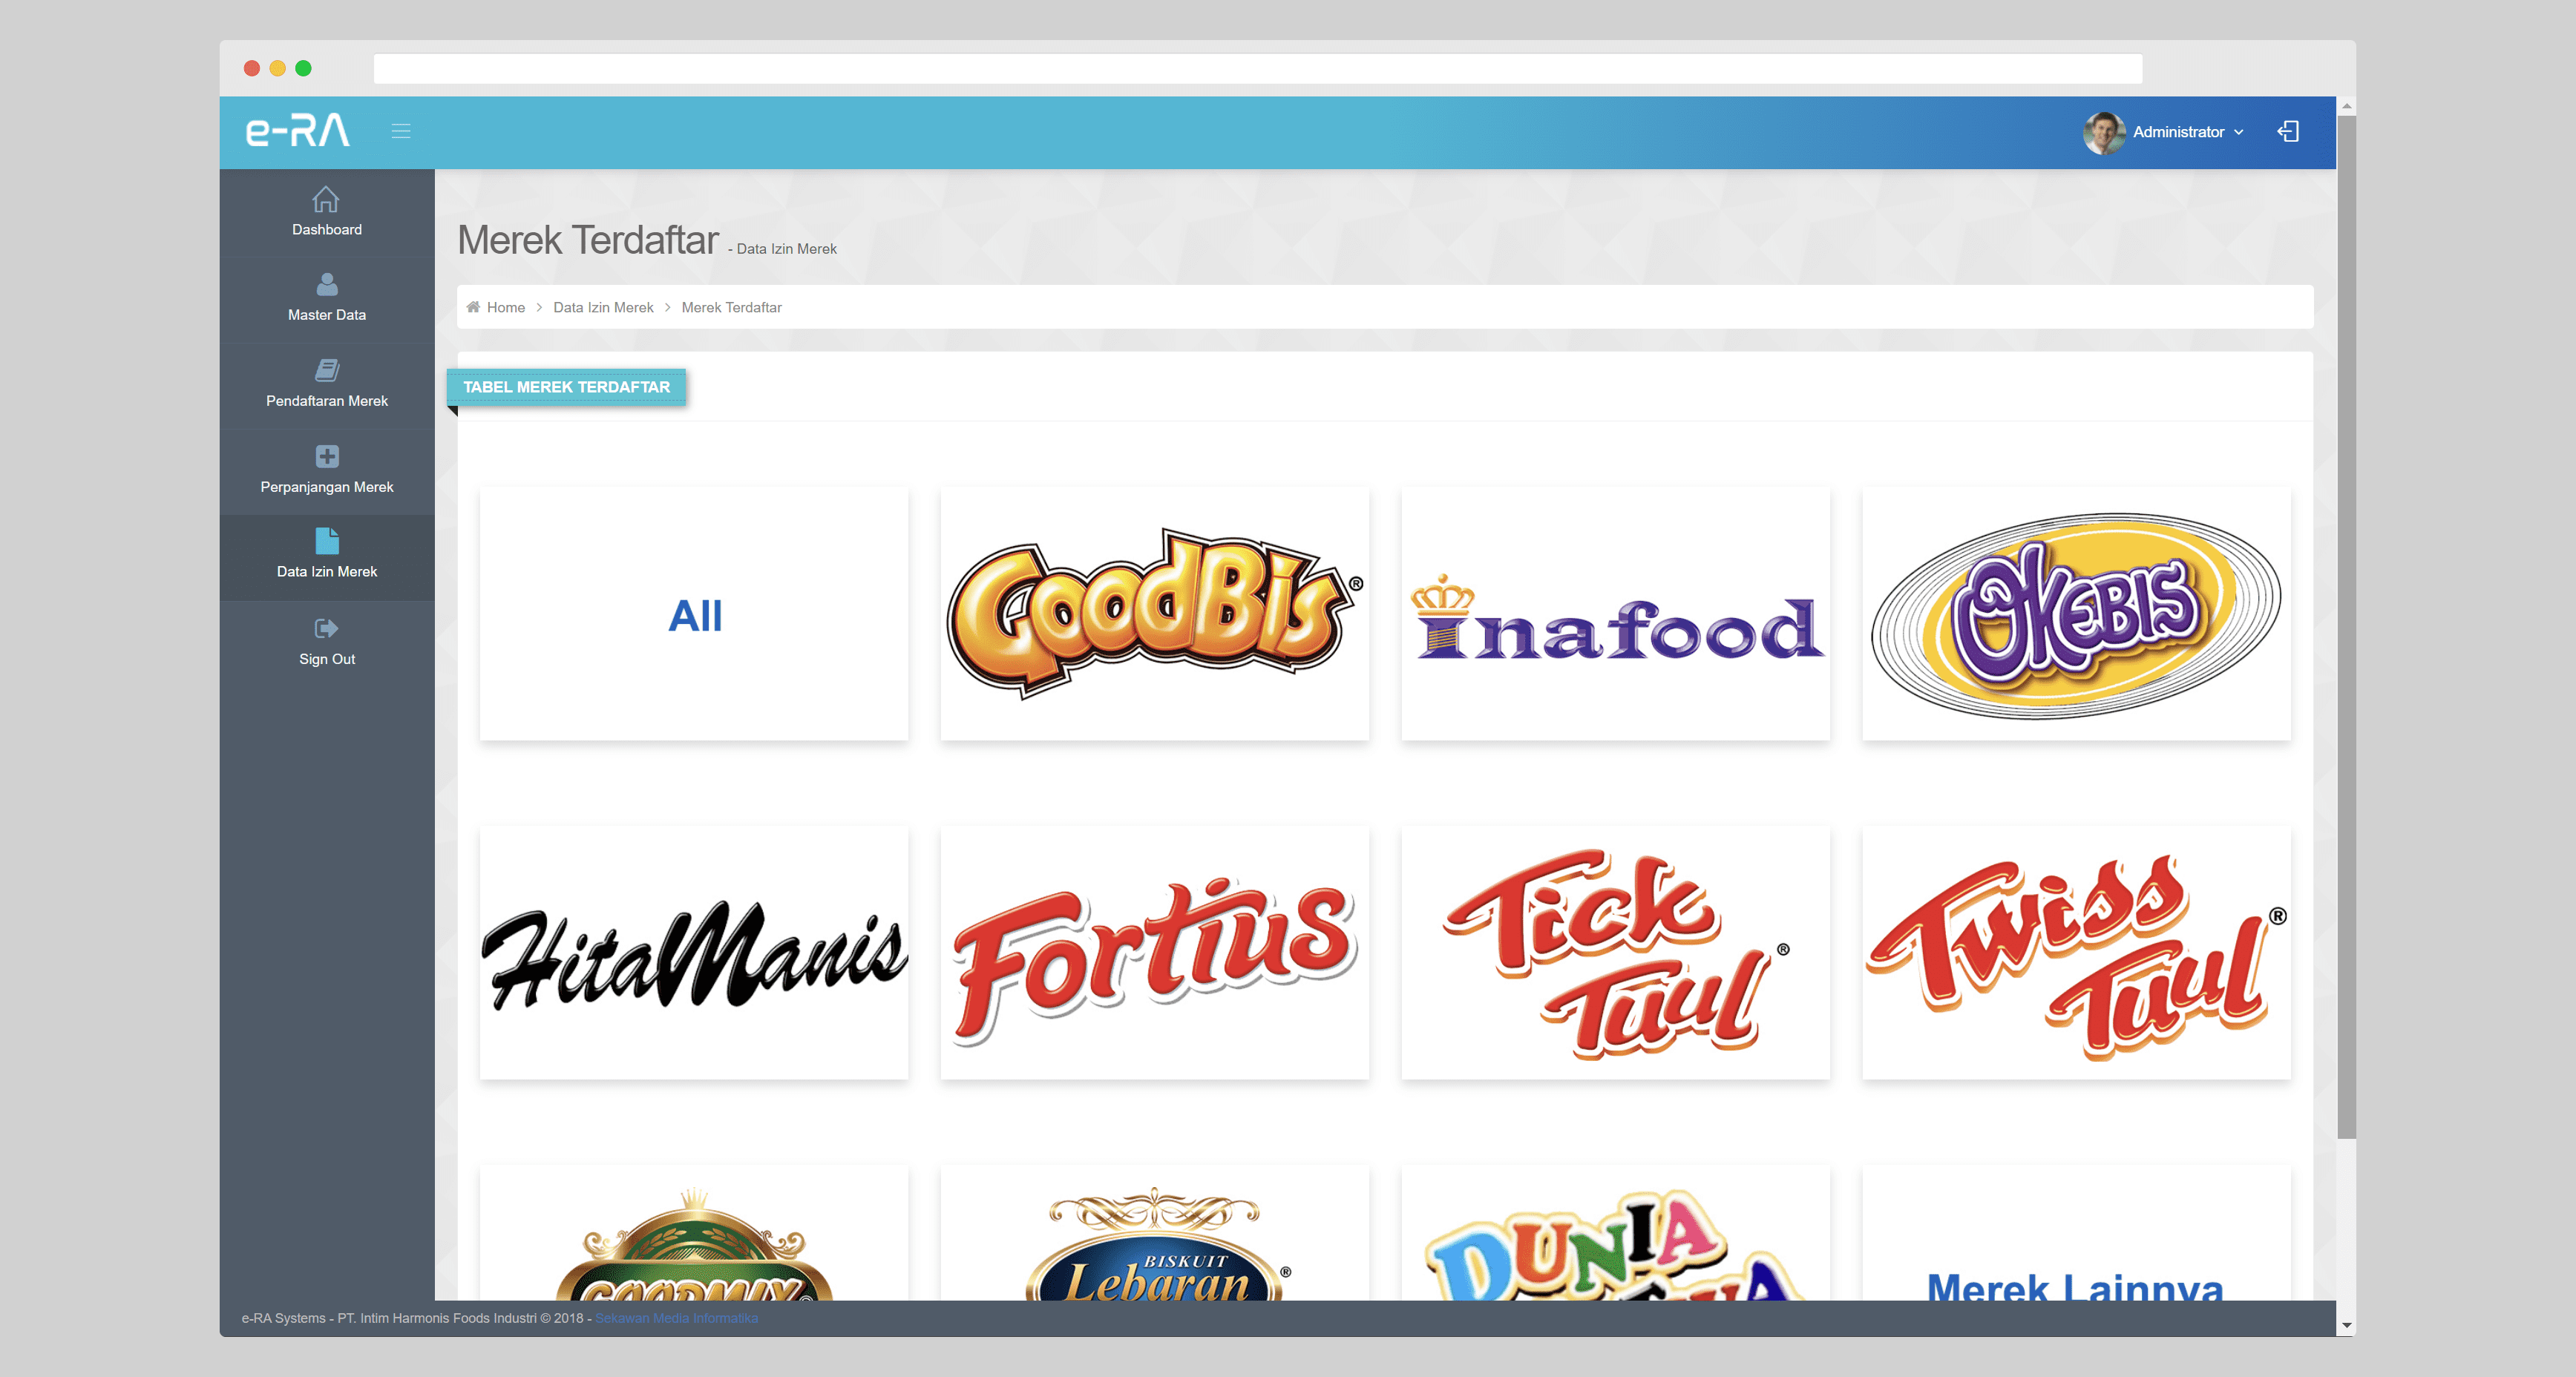 e-RA
Administrator
Dashboard
Master Data
Pendaftaran Merek
Perpanjangan Merek
Data Izin Merek
Sign Out
Merek Terdaftar - Data Izin Merek
Home > Data Izin Merek > Merek Terdaftar
TABEL MEREK TERDAFTAR
All
GoodBis ®
Inafood
OKEBIS
HitaManis
Fortius
Tick
Tuul ®
Twiss
Tuul ®
GOODMIX
BISKUIT
Lebaran ®
DUNIA
Merek Lainnya
e-RA Systems - PT. Intim Harmonis Foods Industri © 2018 - Sekawan Media Informatika